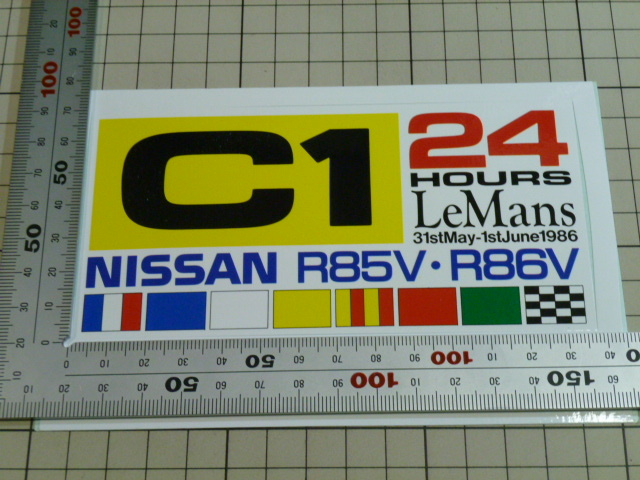 C1
24
HOURS
LeMans
31stMay-1stJune1986
NISSAN R85V・R86V